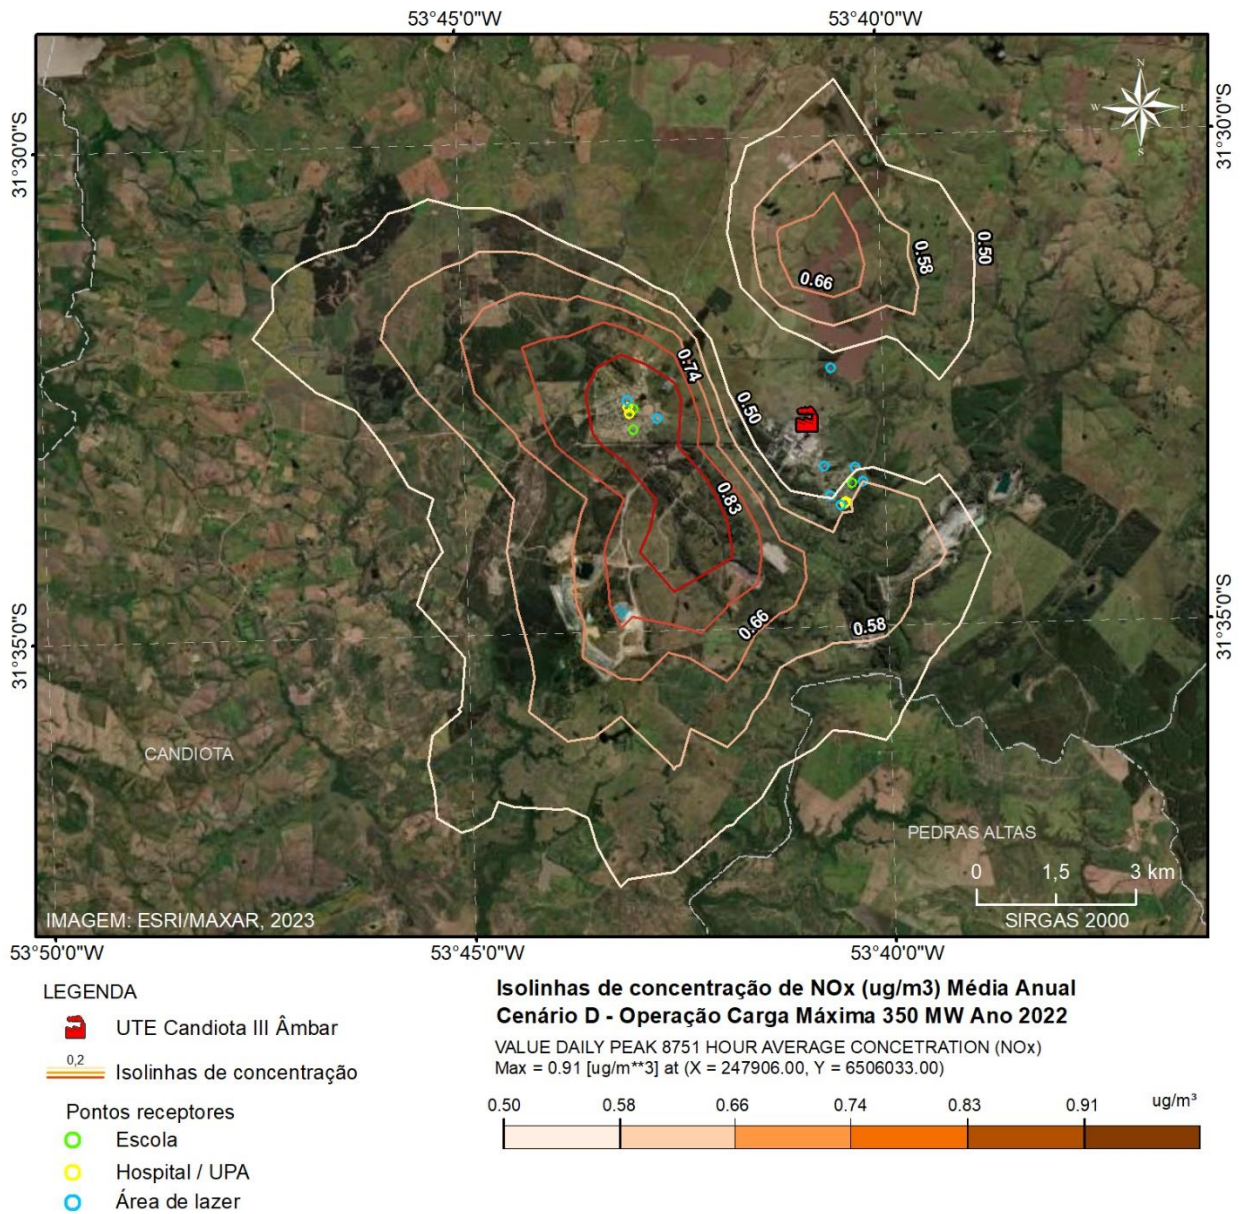 53°45'0"W
53°40'0"W
31°30'0"S
31°30'0"S
0.50
0.58
0.66
0.74
0.50
0.83
0.66
0.58
31°35'0"S
31°35'0"S
N
W
E
S
CANDIOTA
PEDRAS ALTAS
0 1,5 3 km
SIRGAS 2000
IMAGEM: ESRI/MAXAR, 2023
53°50'0"W
53°45'0"W
53°40'0"W
LEGENDA
UTE Candiota III Âmbar
0,2
Isolinhas de concentração
Pontos receptores
Escola
Hospital / UPA
Área de lazer
Isolinhas de concentração de NOx (ug/m3) Média Anual
Cenário D - Operação Carga Máxima 350 MW Ano 2022
VALUE DAILY PEAK 8751 HOUR AVERAGE CONCETRATION (NOx)
Max = 0.91 [ug/m**3] at (X = 247906.00, Y = 6506033.00)
0.50 0.58 0.66 0.74 0.83 0.91 ug/m³